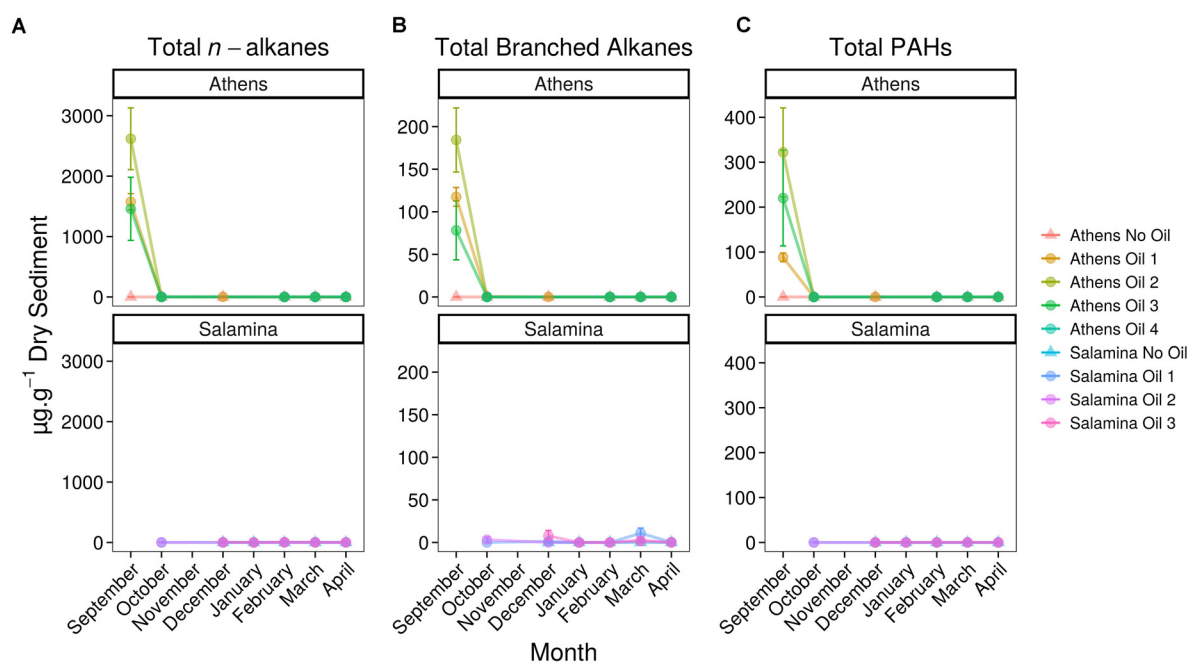 A
B
C
Total n – alkanes
Total Branched Alkanes
Total PAHs
Athens
Athens
Athens
3000
2000
1000
0
200
150
100
50
0
400
300
200
100
0
Salamina
Salamina
Salamina
3000
2000
1000
0
200
150
100
50
0
400
300
200
100
0
µg.g⁻¹ Dry Sediment
September
October
November
December
January
February
March
April
September
October
November
December
January
February
March
April
September
October
November
December
January
February
March
April
Month
Athens No Oil
Athens Oil 1
Athens Oil 2
Athens Oil 3
Athens Oil 4
Salamina No Oil
Salamina Oil 1
Salamina Oil 2
Salamina Oil 3